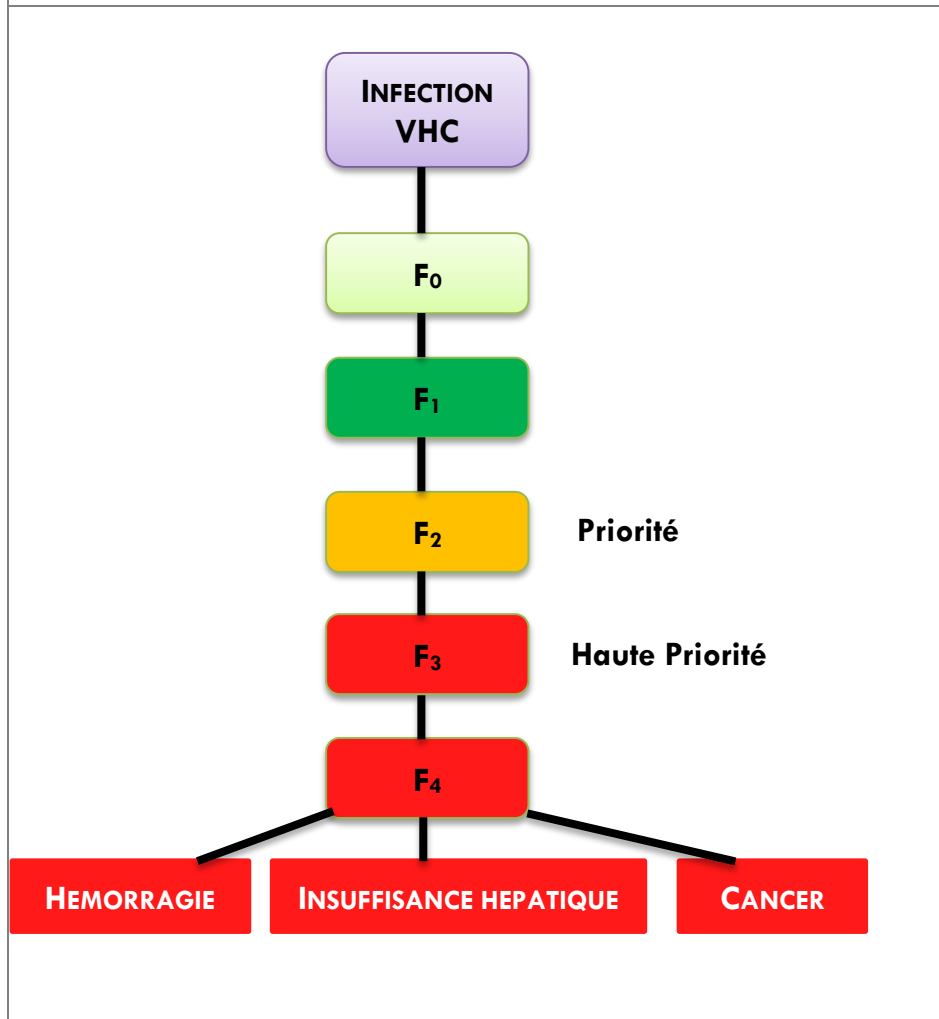 INFECTION
VHC
F₀
F₁
F₂
Priorité
F₃
Haute Priorité
F₄
HEMORRAGIE
INSUFFISANCE HEPATIQUE
CANCER